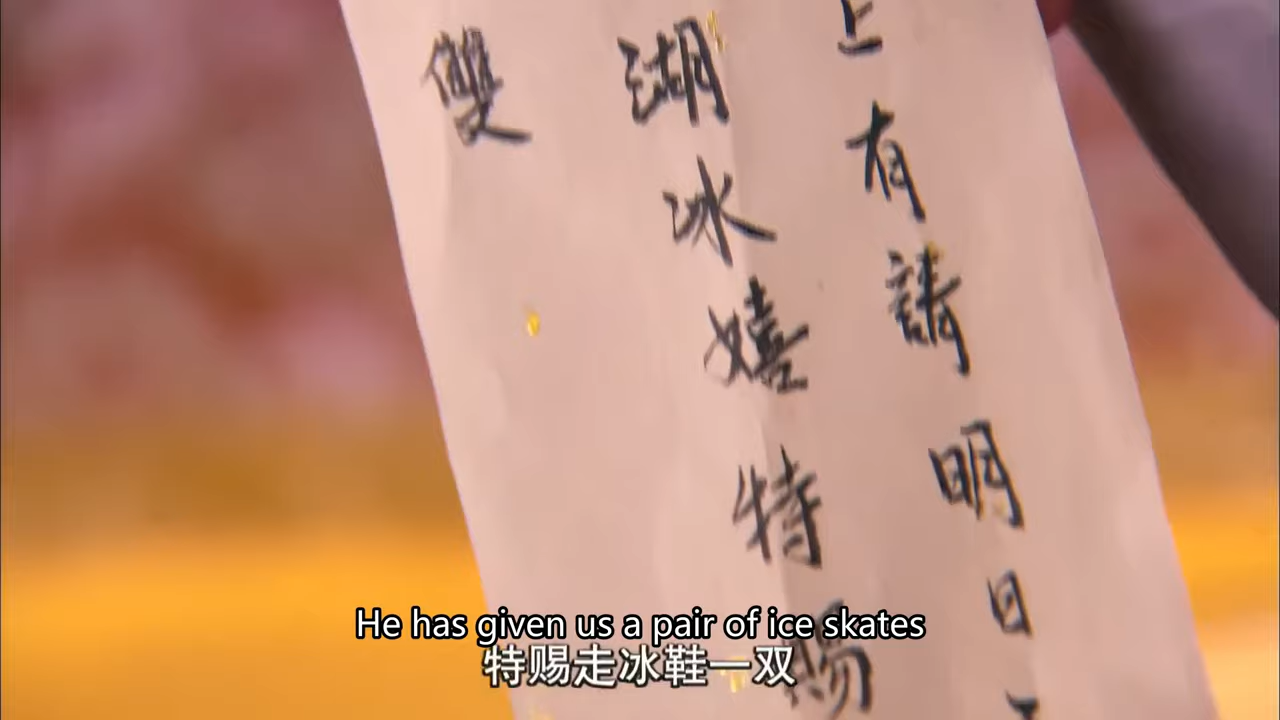 上有請明日
湖冰嬉特賜
雙
He has given us a pair of ice skates
特赐走冰鞋一双